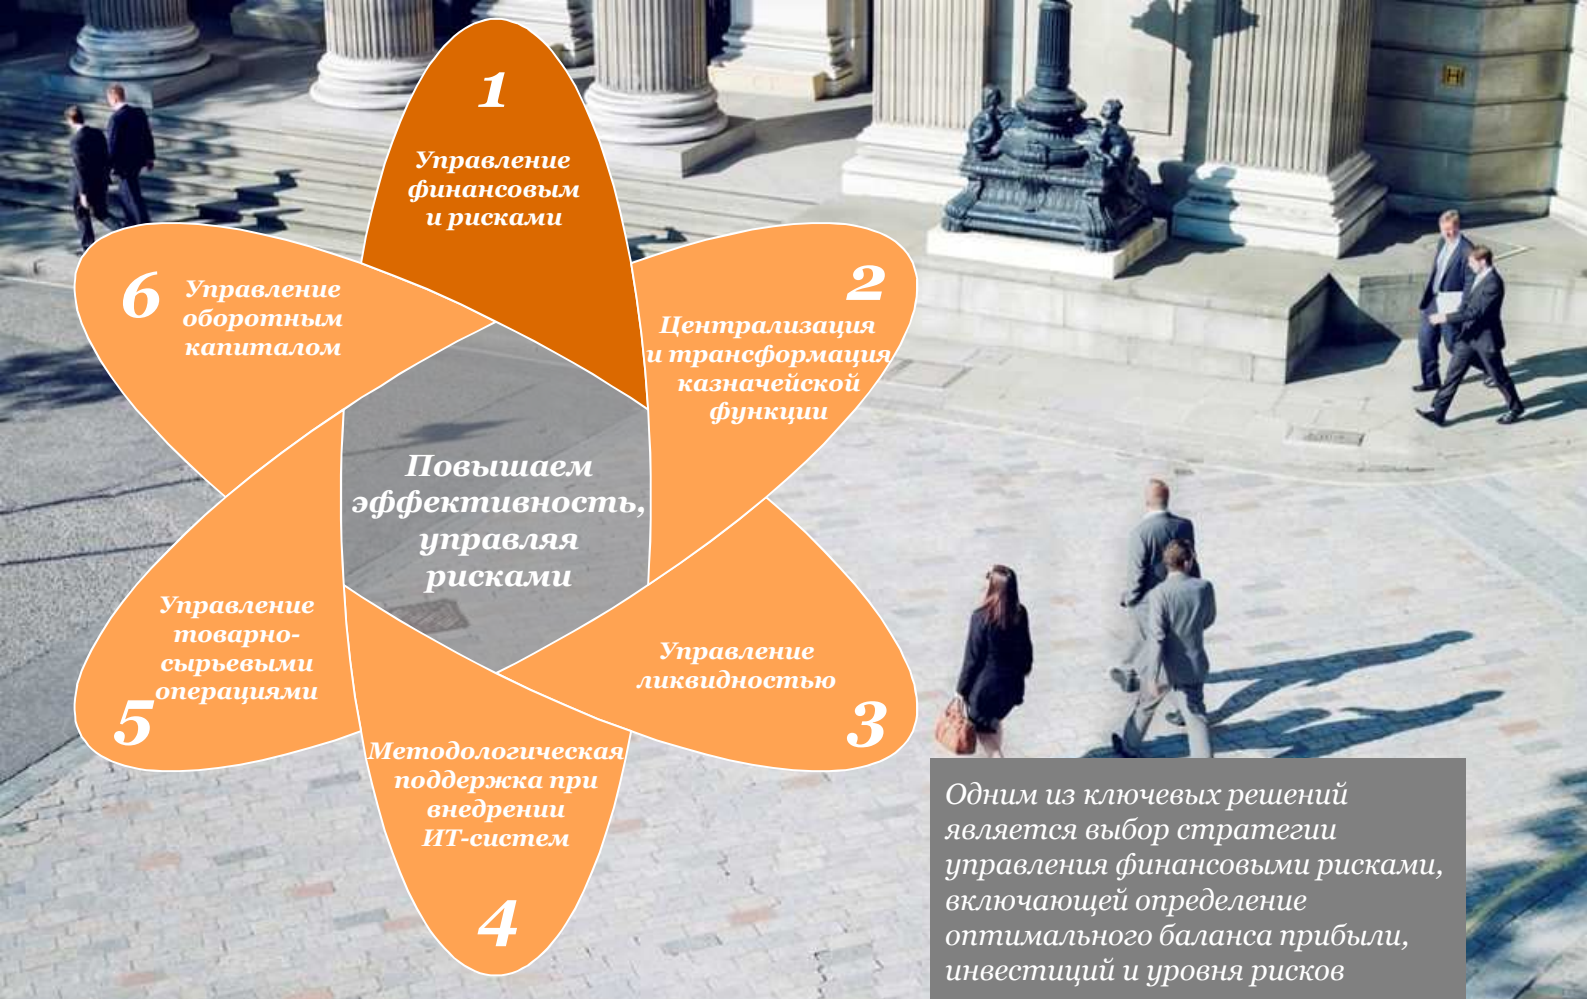 1
Управление
финансовым
и рисками
2
Централизация
и трансформация
казначейской
функции
Управление
ликвидностью
3
Методологическая
поддержка при
внедрении
ИТ-систем
4
Управление
товарно-
сырьевыми
операциями
5
6
Управление
оборотным
капиталом
Повышаем
эффективность,
управляя
рисками
Одним из ключевых решений
является выбор стратегии
управления финансовыми рисками,
включающей определение
оптимального баланса прибыли,
инвестиций и уровня рисков
H